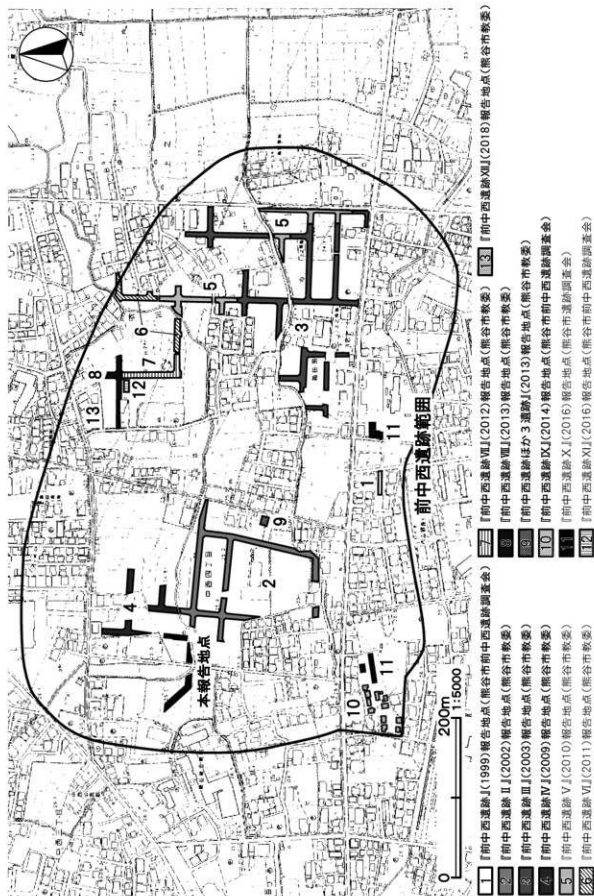 13
8
12
7
6
5
5
3
4
9
2
1
11
本報告地点
10
11
前中西遺跡範囲
0
200m
1:5000
1 『前中西遺跡』(1999)報告地点(熊谷市前中西遺跡調査会)
2 『前中西遺跡Ⅱ』(2002)報告地点(熊谷市教委)
3 『前中西遺跡Ⅲ』(2003)報告地点(熊谷市教委)
4 『前中西遺跡Ⅳ』(2009)報告地点(熊谷市教委)
5 『前中西遺跡Ⅴ』(2010)報告地点(熊谷市教委)
6 『前中西遺跡Ⅵ』(2011)報告地点(熊谷市教委)
7 『前中西遺跡Ⅶ』(2012)報告地点(熊谷市教委)
8 『前中西遺跡Ⅷ』(2013)報告地点(熊谷市教委)
9 『前中西遺跡ほか3遺跡』(2013)報告地点(熊谷市教委)
10 『前中西遺跡Ⅸ』(2014)報告地点(熊谷市前中西遺跡調査会)
11 『前中西遺跡Ⅹ』(2016)報告地点(熊谷市遺跡調査会)
12 『前中西遺跡Ⅺ』(2016)報告地点(熊谷市前中西遺跡調査会)
13 『前中西遺跡Ⅻ』(2018)報告地点(熊谷市教委)